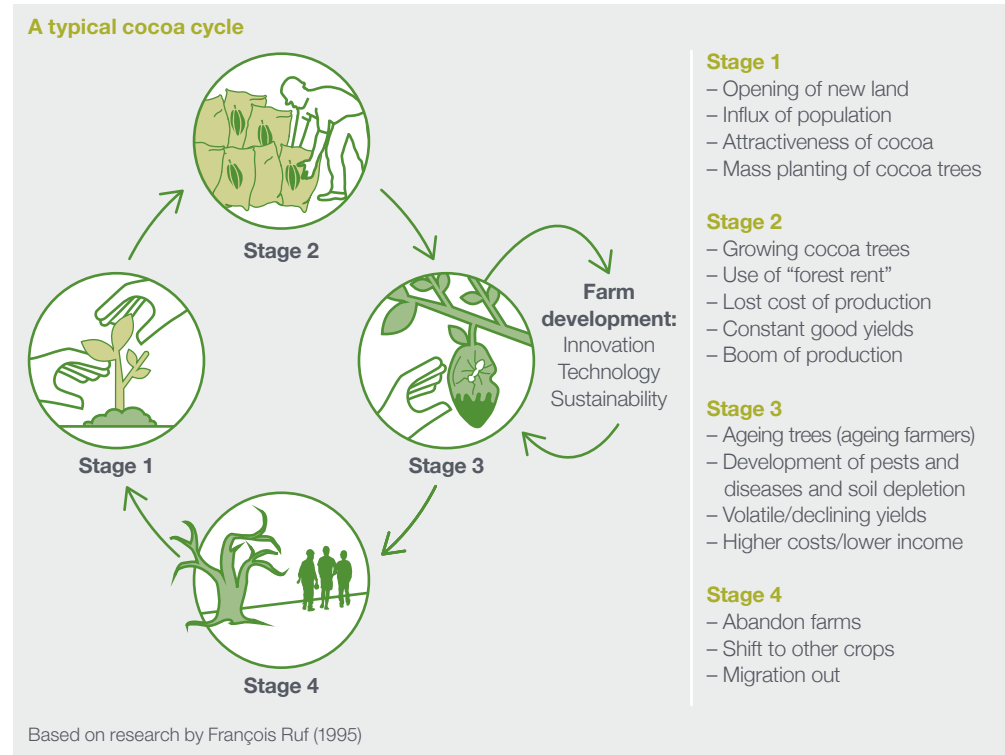 A typical cocoa cycle
Stage 2
Stage 1
Stage 3
Farm
development:
Innovation
Technology
Sustainability
Stage 4
Stage 1
– Opening of new land
– Influx of population
– Attractiveness of cocoa
– Mass planting of cocoa trees
Stage 2
– Growing cocoa trees
– Use of “forest rent”
– Lost cost of production
– Constant good yields
– Boom of production
Stage 3
– Ageing trees (ageing farmers)
– Development of pests and
diseases and soil depletion
– Volatile/declining yields
– Higher costs/lower income
Stage 4
– Abandon farms
– Shift to other crops
– Migration out
Based on research by François Ruf (1995)